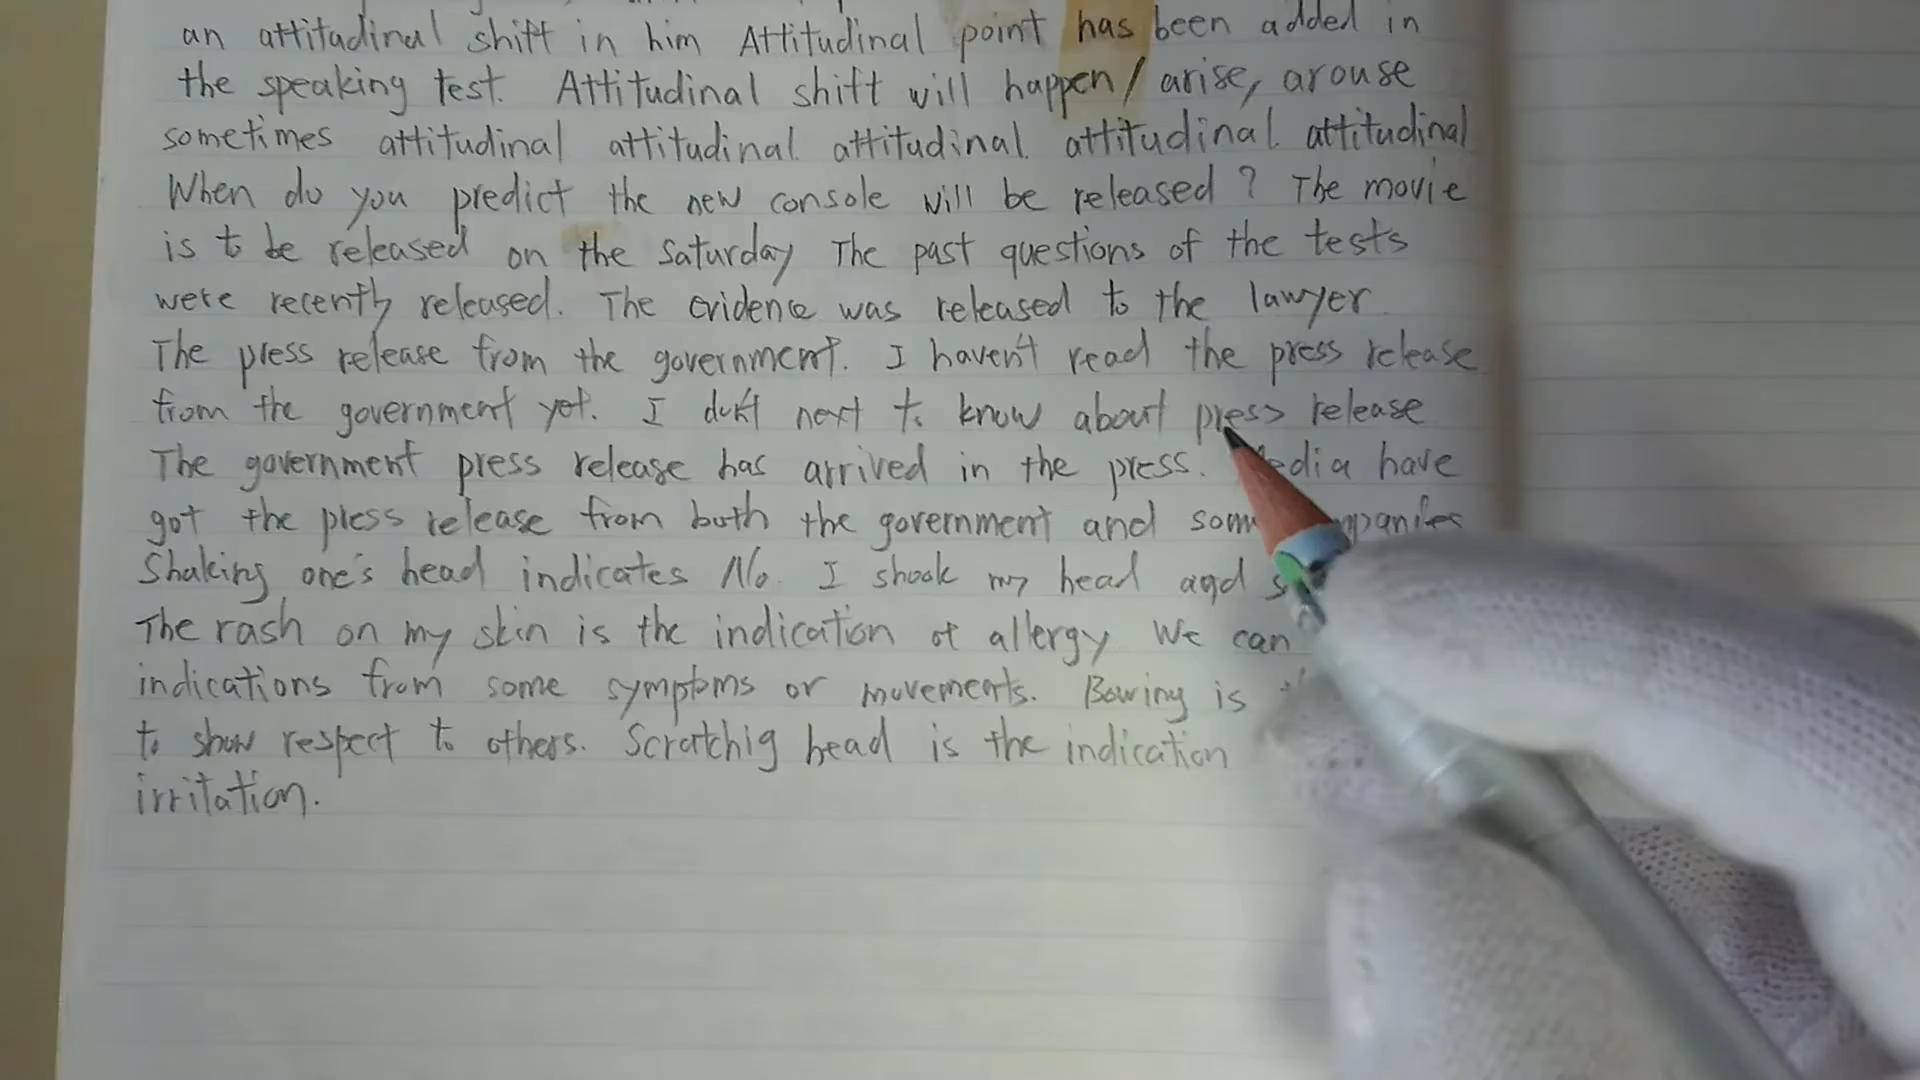 an attitudinal shift in him Attitudinal point has been added in
the speaking test. Attitudinal shift will happen/arise, arouse
sometimes attitudinal attitudinal attitudinal attitudinal attitudinal
When do you predict the new console will be released? The movie
is to be released on the Saturday The past questions of the tests
were recently released. The evidence was released to the lawyer
The press release from the government. I haven't read the press release
from the government yet. I don't next to know about press release
The government press release has arrived in the press. Media have
got the press release from both the government and
Shaking one's head indicates No. I shook my head and
The rash on my skin is the indication of allergy We can
indications from some symptoms or movements. Bowing is
to show respect to others. Scratchig head is the indication
irritation.